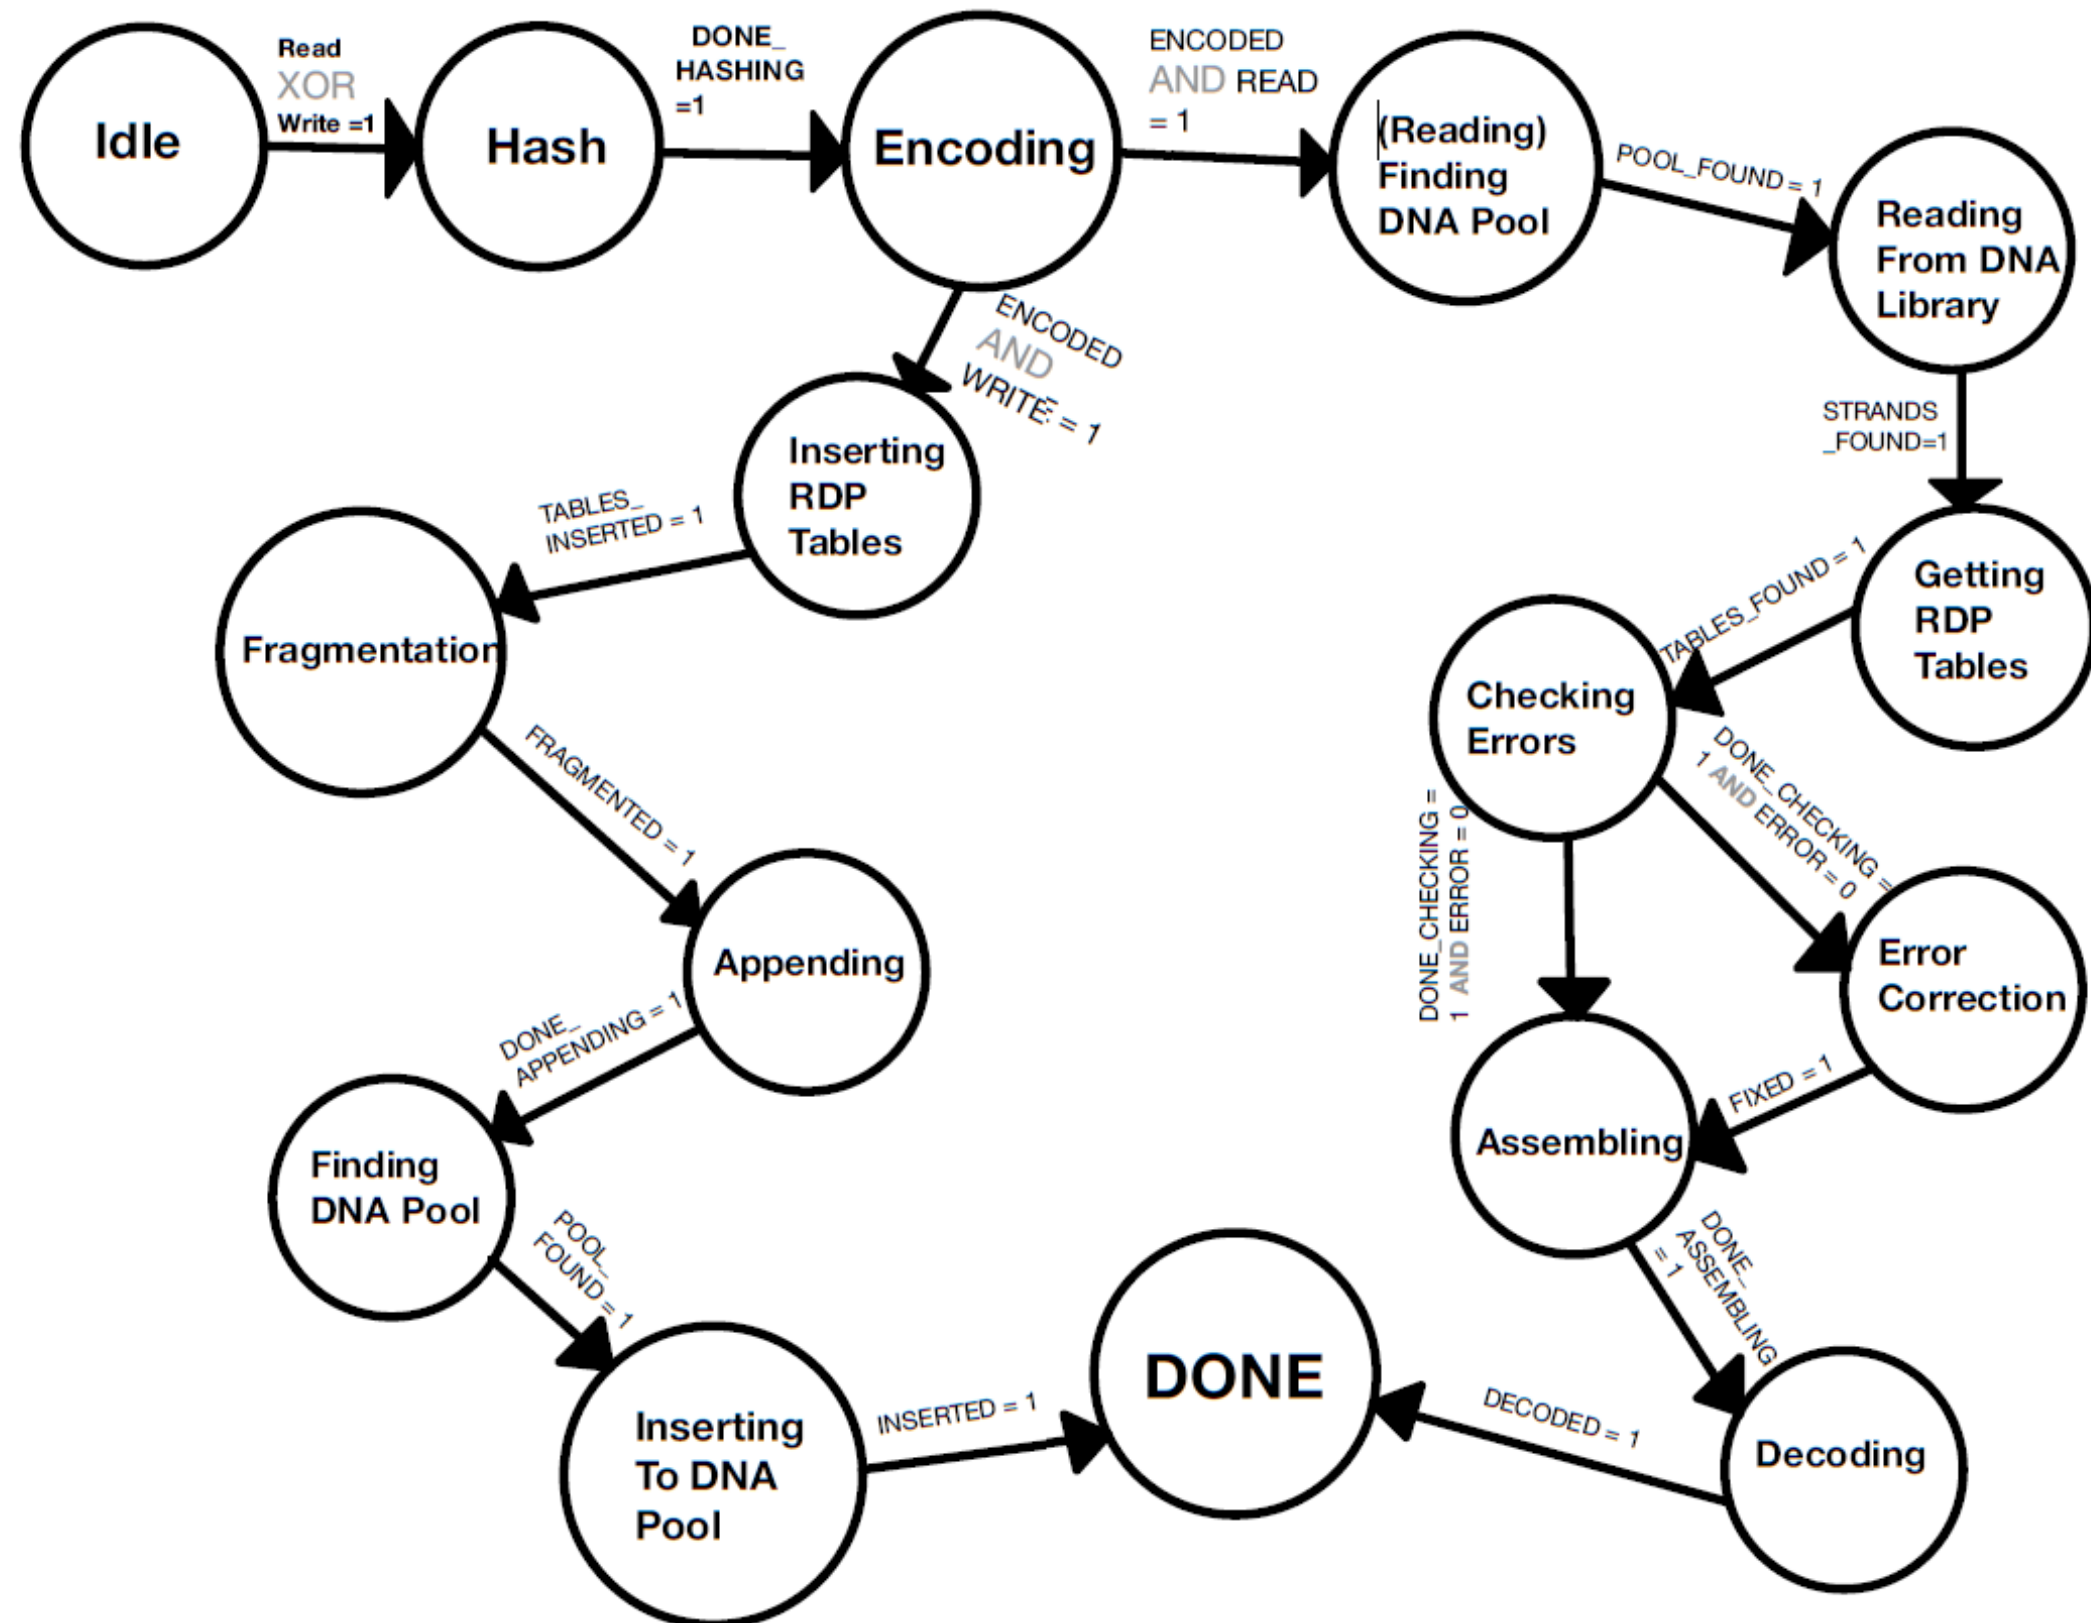 Idle
Read
XOR
Write =1
Hash
DONE_
HASHING
=1
Encoding
ENCODED
AND READ
= 1
(Reading)
Finding
DNA Pool
POOL_FOUND = 1
Reading
From DNA
Library
ENCODED
AND
WRITE = 1
STRANDS
_FOUND=1
Inserting
RDP
Tables
TABLES_
INSERTED = 1
Fragmentation
Getting
RDP
Tables
TABLES_FOUND = 1
Checking
Errors
DONE_CHECKING =
1 AND ERROR = 0
DONE_CHECKING =
1 AND ERROR = 0
FRAGMENTED = 1
Appending
Error
Correction
FIXED = 1
DONE_
APPENDING = 1
Assembling
Finding
DNA Pool
POOL_
FOUND = 1
DONE_
ASSEMBLING
= 1
Inserting
To DNA
Pool
INSERTED = 1
DONE
DECODED = 1
Decoding